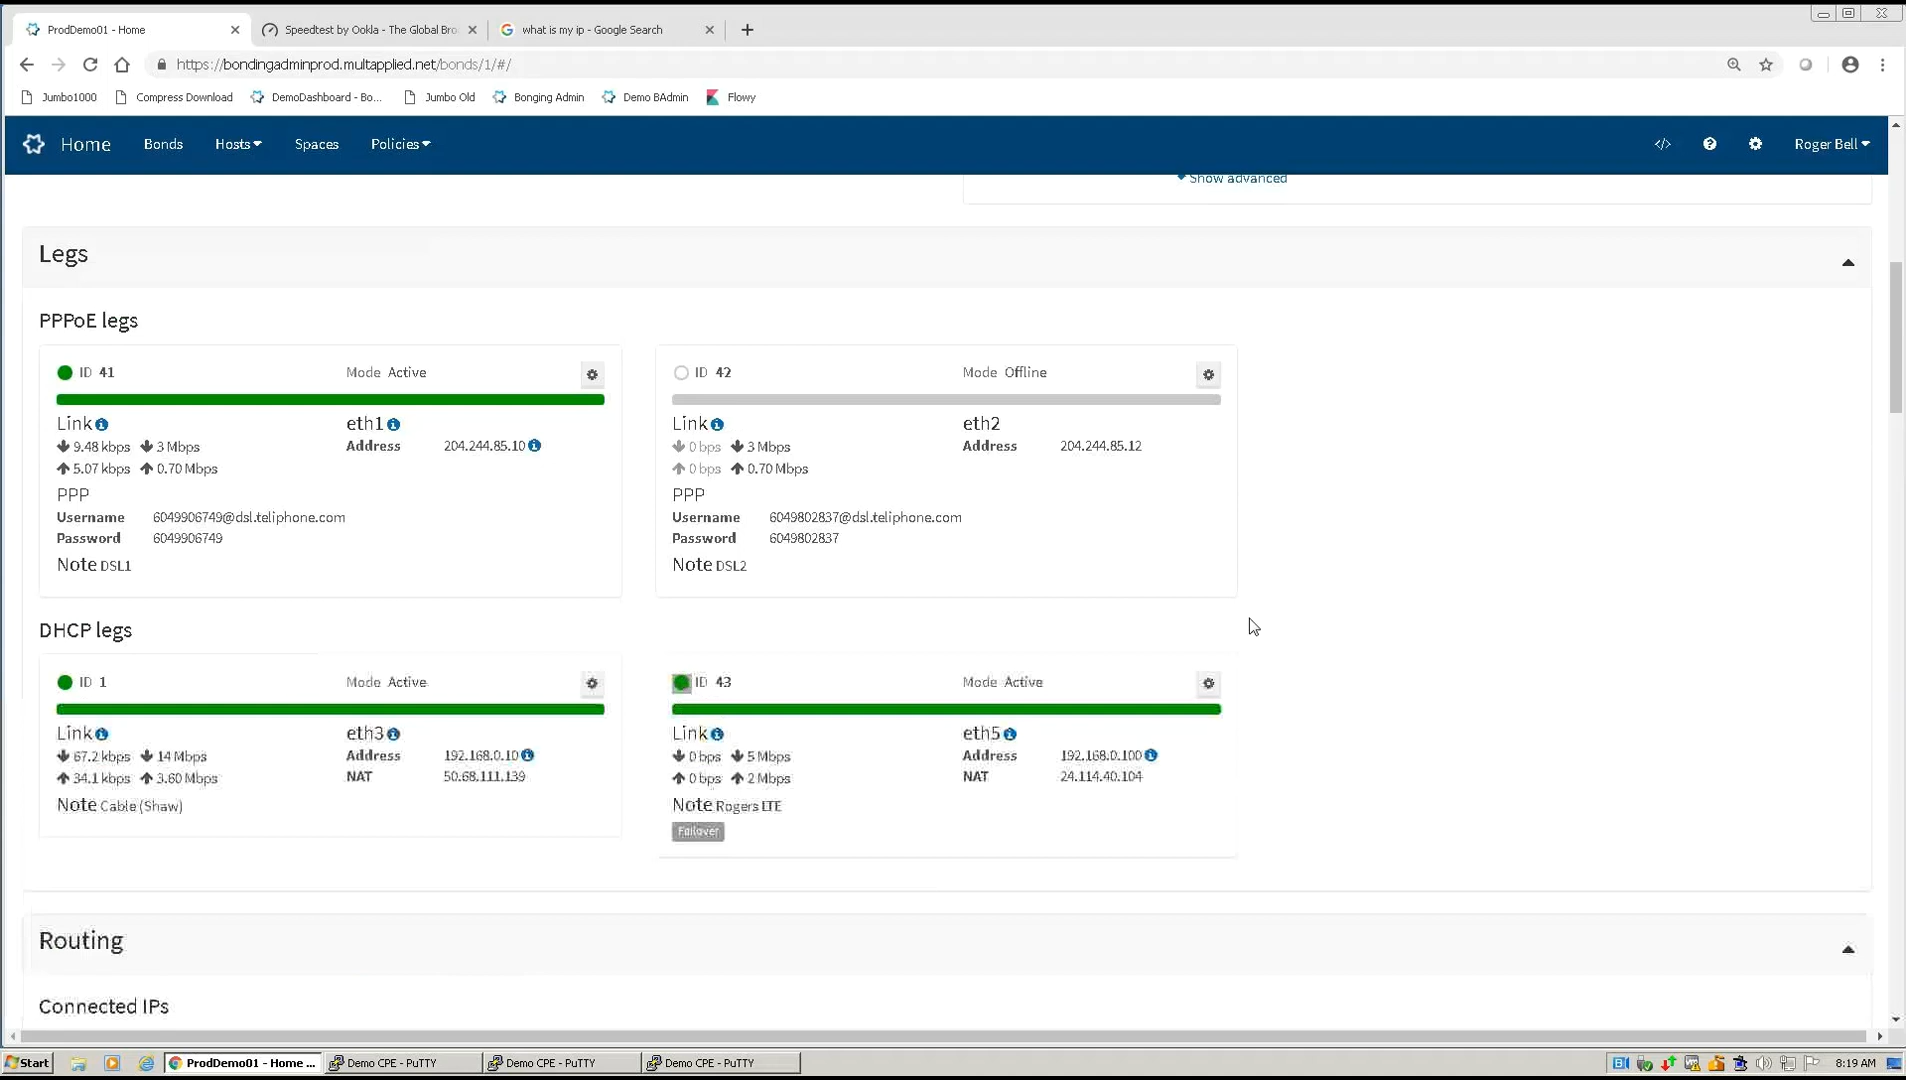 ProdDemo01 - Home
Speedtest by Ookla - The Global Bro
what is my ip - Google Search
https://bondingadminprod.multapplied.net/bonds/1/#/
Jumbo1000
Compress Download
DemoDashboard - Bo...
Jumbo Old
Bonging Admin
Demo BAdmin
Flowy
Home
Bonds
Hosts
Spaces
Policies
</>
Roger Bell
Show advanced
Legs
PPPoE legs
ID 41 Mode Active
Link eth1
9.48 kbps 3 Mbps Address 204.244.85.10
5.07 kbps 0.70 Mbps
PPP
Username 6049906749@dsl.teliphone.com
Password 6049906749
Note DSL1
ID 42 Mode Offline
Link eth2
0 bps 3 Mbps Address 204.244.85.12
0 bps 0.70 Mbps
PPP
Username 6049802837@dsl.teliphone.com
Password 6049802837
Note DSL2
DHCP legs
ID 1 Mode Active
Link eth3
67.2 kbps 14 Mbps Address 192.168.0.10
34.1 kbps 3.60 Mbps NAT 50.68.111.139
Note Cable (Shaw)
ID 43 Mode Active
Link eth5
0 bps 5 Mbps Address 192.168.0.100
0 bps 2 Mbps NAT 24.114.40.104
Note Rogers LTE
Failover
Routing
Connected IPs
Start
ProdDemo01 - Home ...
Demo CPE - PuTTY
Demo CPE - PuTTY
Demo CPE - PuTTY
8:19 AM